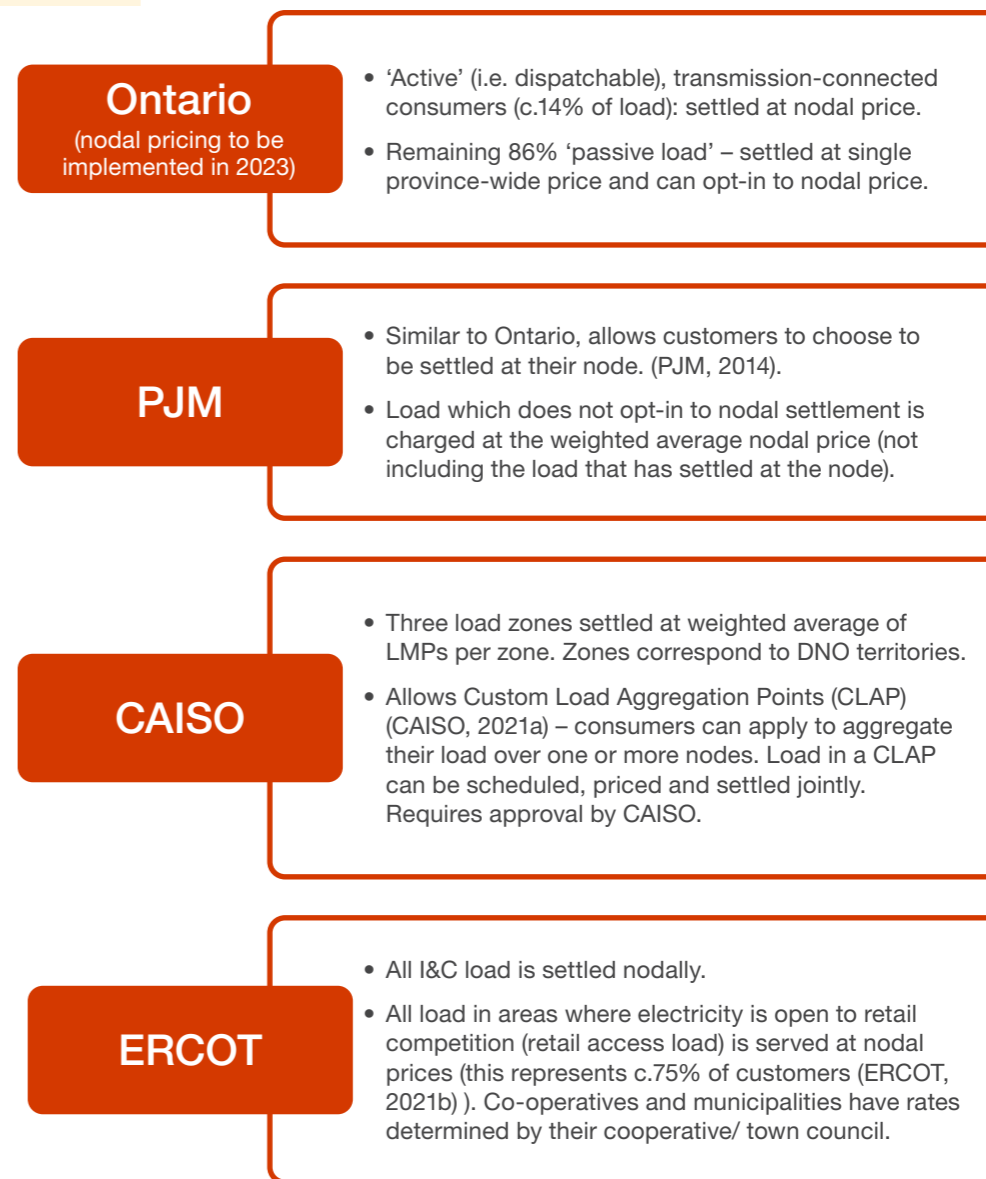 Ontario
(nodal pricing to be
implemented in 2023)
• ‘Active’ (i.e. dispatchable), transmission-connected
consumers (c.14% of load): settled at nodal price.
• Remaining 86% ‘passive load’ – settled at single
province-wide price and can opt-in to nodal price.
PJM
• Similar to Ontario, allows customers to choose to
be settled at their node. (PJM, 2014).
• Load which does not opt-in to nodal settlement is
charged at the weighted average nodal price (not
including the load that has settled at the node).
CAISO
• Three load zones settled at weighted average of
LMPs per zone. Zones correspond to DNO territories.
• Allows Custom Load Aggregation Points (CLAP)
(CAISO, 2021a) – consumers can apply to aggregate
their load over one or more nodes. Load in a CLAP
can be scheduled, priced and settled jointly.
Requires approval by CAISO.
ERCOT
• All I&C load is settled nodally.
• All load in areas where electricity is open to retail
competition (retail access load) is served at nodal
prices (this represents c.75% of customers (ERCOT,
2021b) ). Co-operatives and municipalities have rates
determined by their cooperative/ town council.